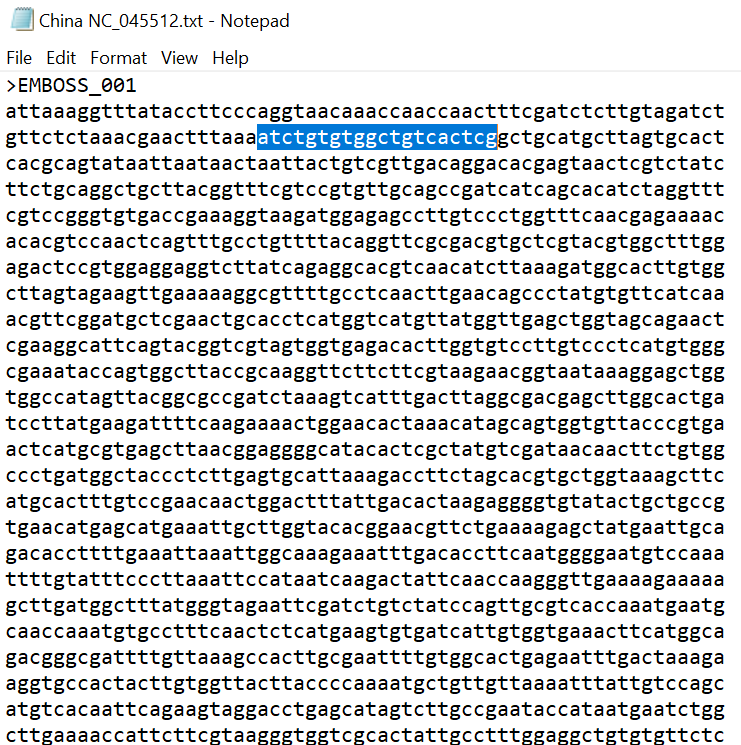 China NC_045512.txt - Notepad
File Edit Format View Help
>EMBOSS_001
attaaaggtttataccttcccaggtaacaaaccaaccaactttcgatctcttgtagatct
gttctctaaacgaactttaaaatctgtgtggctgtcactcggctgcatgcttagtgcact
cacgcagtataattaataactaattactgtcgttgacaggacacgagtaactcgtctatc
ttctgcaggctgcttacggtttcgtccgtgttgcagccgatcatcagcacatctaggttt
cgtccgggtgtgaccgaaaggtaagatggagagccttgtccctggtttcaacgagaaaac
acacgtccaactcagtttgcctgttttacaggttcgcgacgtgctcgtacgtggctttgg
agactccgtggaggaggtcttatcagaggcacgtcaacatcttaaagatggcacttgtgg
cttagtagaagttgaaaaaggcgttttgcctcaacttgaacagccctatgtgttcatcaa
acgttcggatgctcgaactgcacctcatggtcatgttatggttgagctggtagcagaact
cgaaggcattcagtacggtcgtagtggtgagacacttggtgtccttgtccctcatgtggg
cgaaataccagtggcttaccgcaaggttcttcttcgtaagaacggtaataaaggagctgg
tggccatagttacggcgccgatctaaagtcatttgacttaggcgacgagcttggcactga
tccttatgaagattttcaagaaaactggaacactaaacatagcagtggtgttacccgtga
actcatgcgtgagcttaacggaggggcatacactcgctatgtcgataacaacttctgtgg
ccctgatggctaccctcttgagtgcattaaagaccttctagcacgtgctggtaaagcttc
atgcactttgtccgaacaactggactttattgacactaagaggggtgtatactgctgccg
tgaacatgagcatgaaattgcttggtacacggaacgttctgaaaagagctatgaattgca
gacaccttttgaaattaaattggcaaagaaatttgacaccttcaatggggaatgtccaaa
ttttgtatttcccttaaattccataatcaagactattcaaccaagggttgaaaagaaaaa
gcttgatggctttatgggtagaattcgatctgtctatccagttgcgtcaccaaatgaatg
caaccaaatgtgcctttcaactctcatgaagtgtgatcattgtggtgaaacttcatggca
gacgggcgattttgttaaagccacttgcgaattttgtggcactgagaatttgactaaaga
aggtgccactacttgtggttacttaccccaaaatgctgttgttaaaatttattgtccagc
atgtcacaattcagaagtaggacctgagcatagtcttgccgaataccataatgaatctgg
cttgaaaaccattcttcgtaagggtggtcgcactattgcctttggaggctgtgtgttctc